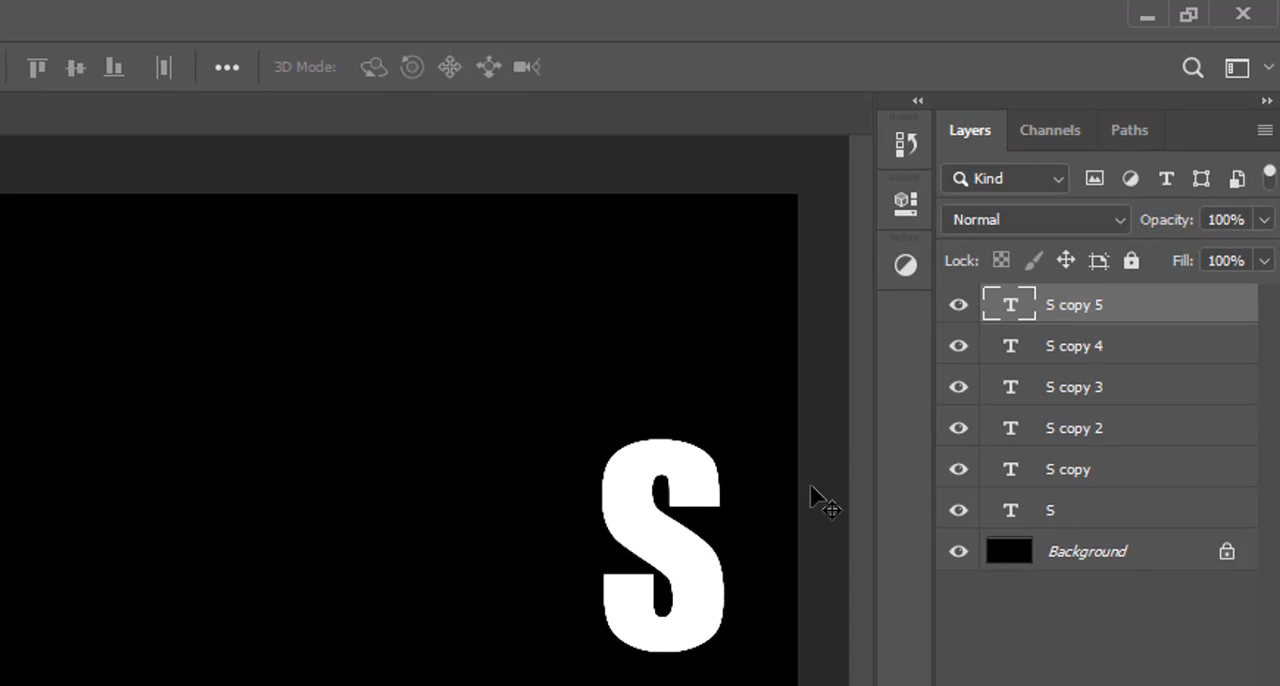 3D Mode:
Layers Channels Paths
Kind
Normal Opacity: 100%
Lock: Fill: 100%
T S copy 5
T S copy 4
T S copy 3
T S copy 2
T S copy
T S
Background
S